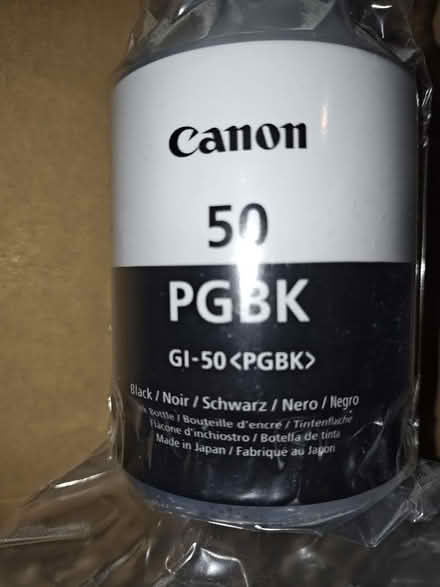 Canon
50
PGBK
GI-50<PGBK>
Black / Noir / Schwarz / Nero / Negro
Ink Bottle / Bouteille d'encre / Tintenflasche
Flacone d'inchiostro / Botella de tinta
Made in Japan / Fabriqué au Japon